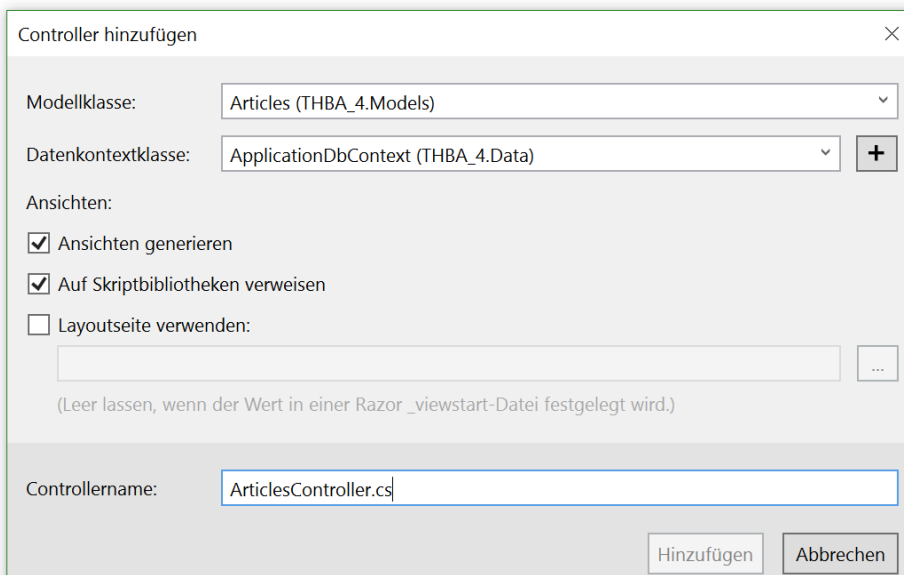 Controller hinzufügen
Modellklasse: Articles (THBA_4.Models)
Datenkontextklasse: ApplicationDbContext (THBA_4.Data)
Ansichten:
Ansichten generieren
Auf Skriptbibliotheken verweisen
Layoutseite verwenden:
...
(Leer lassen, wenn der Wert in einer Razor _viewstart-Datei festgelegt wird.)
Controllername: ArticlesController.cs
Hinzufügen Abbrechen